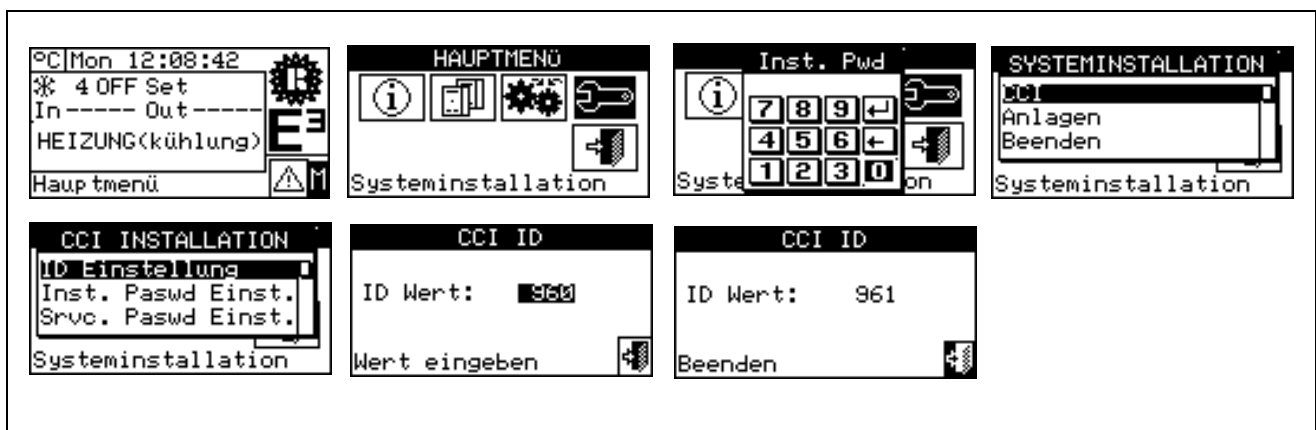 °C Mon 12:08:42
4 OFF Set
In ----- Out -----
HEIZUNG(kühlung)
E³
Hauptmenü
M
HAUPTMENü
i
Systeminstallation
Inst. Pwd
i
7 8 9
4 5 6
1 2 3 0
Syste on
SYSTEMINSTALLATION
CCI
Anlagen
Beenden
Systeminstallation
CCI INSTALLATION
ID Einstellung
Inst. Paswd Einst.
Srvc. Paswd Einst.
Systeminstallation
CCI ID
ID Wert: 960
Wert eingeben
CCI ID
ID Wert: 961
Beenden